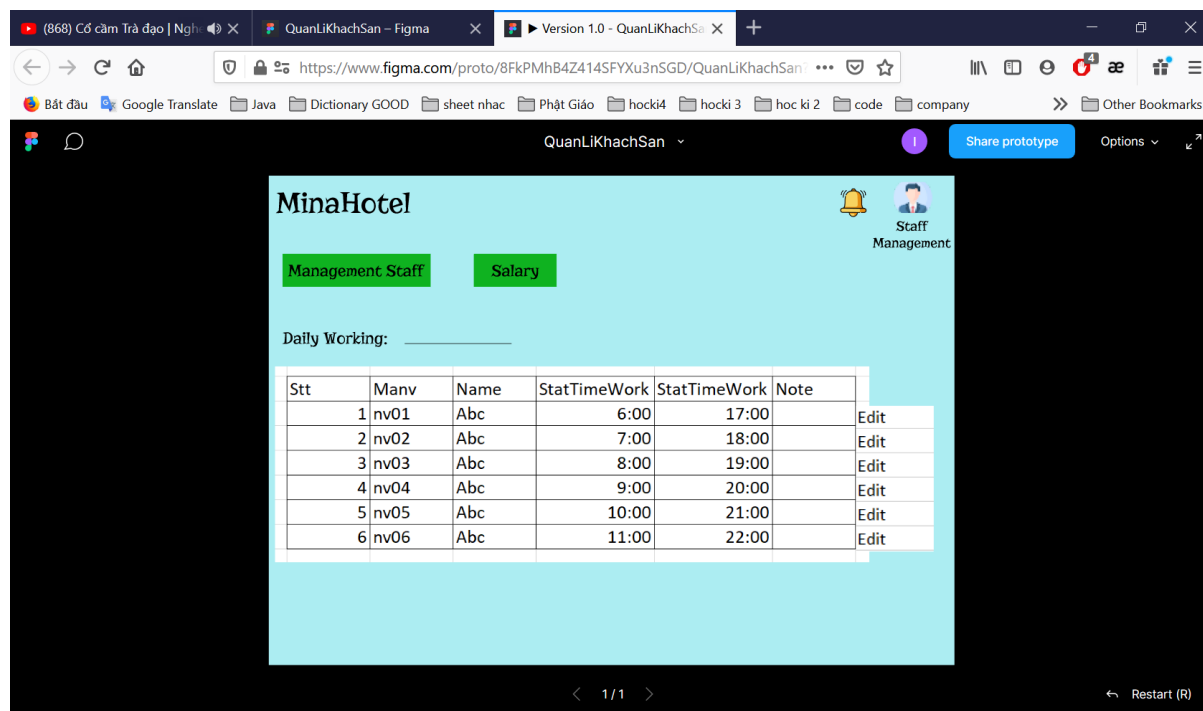 (868) Cổ cầm Trà đạo | Ngh QuanLiKhachSan – Figma Version 1.0 - QuanLiKhachSa
https://www.figma.com/proto/8FkPMhB4Z414SFYXu3nSGD/QuanLiKhachSan? 4 æ
Bắt đầu Google Translate Java Dictionary GOOD sheet nhac Phật Giáo hocki4 hocki 3 hoc ki 2 code company Other Bookmarks
QuanLiKhachSan I Share prototype Options
MinaHotel
Staff
Management
Management Staff Salary
Daily Working:
Stt Manv Name StatTimeWork StatTimeWork Note
1 nv01 Abc 6:00 17:00 Edit
2 nv02 Abc 7:00 18:00 Edit
3 nv03 Abc 8:00 19:00 Edit
4 nv04 Abc 9:00 20:00 Edit
5 nv05 Abc 10:00 21:00 Edit
6 nv06 Abc 11:00 22:00 Edit
1/1 Restart (R)